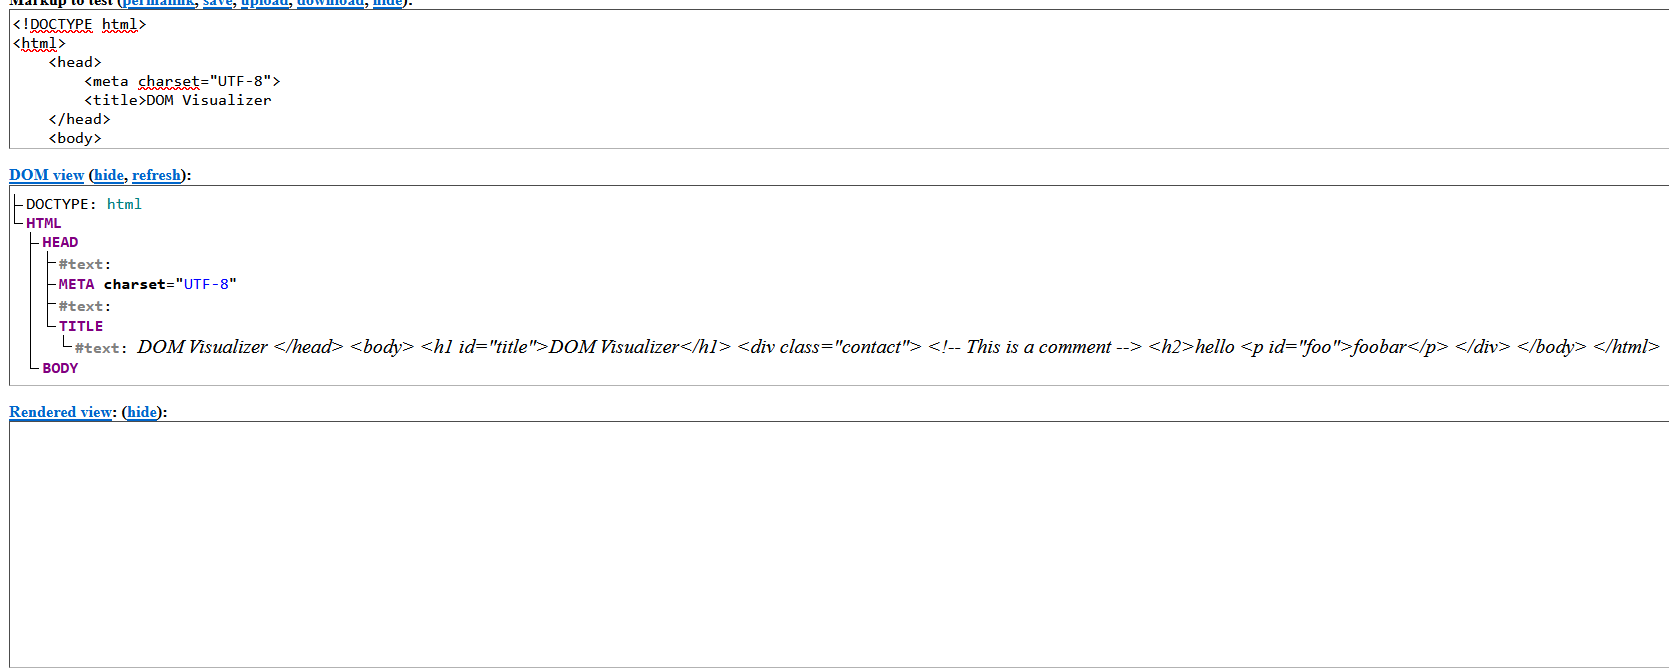 Markup to test (permalink, save, upload, download, hide):
<!DOCTYPE html>
<html>
    <head>
        <meta charset="UTF-8">
        <title>DOM Visualizer
    </head>
    <body>
DOM view (hide, refresh):
DOCTYPE: html
HTML
HEAD
#text:
META charset="UTF-8"
#text:
TITLE
#text: DOM Visualizer </head> <body> <h1 id="title">DOM Visualizer</h1> <div class="contact"> <!-- This is a comment --> <h2>hello <p id="foo">foobar</p> </div> </body> </html>
BODY
Rendered view: (hide):